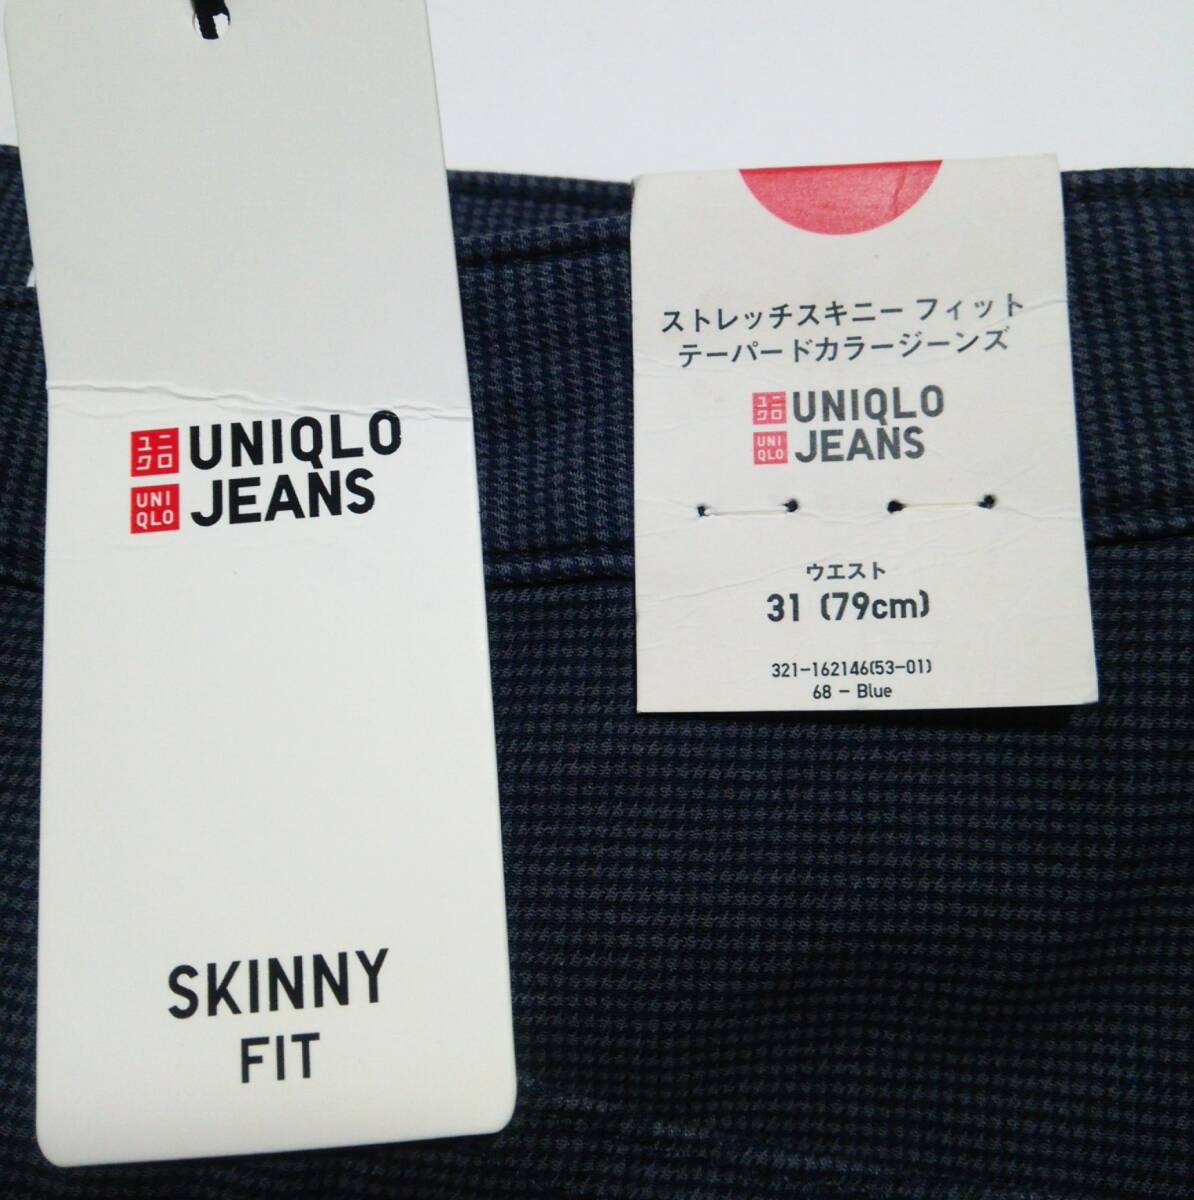 ユニ
クロ
UNI
QLO
UNIQLO
JEANS
SKINNY
FIT
ストレッチスキニー フィット
テーパードカラージーンズ
ユニ
クロ
UNI
QLO
UNIQLO
JEANS
ウエスト
31 (79cm)
321-162146(53-01)
68 - Blue